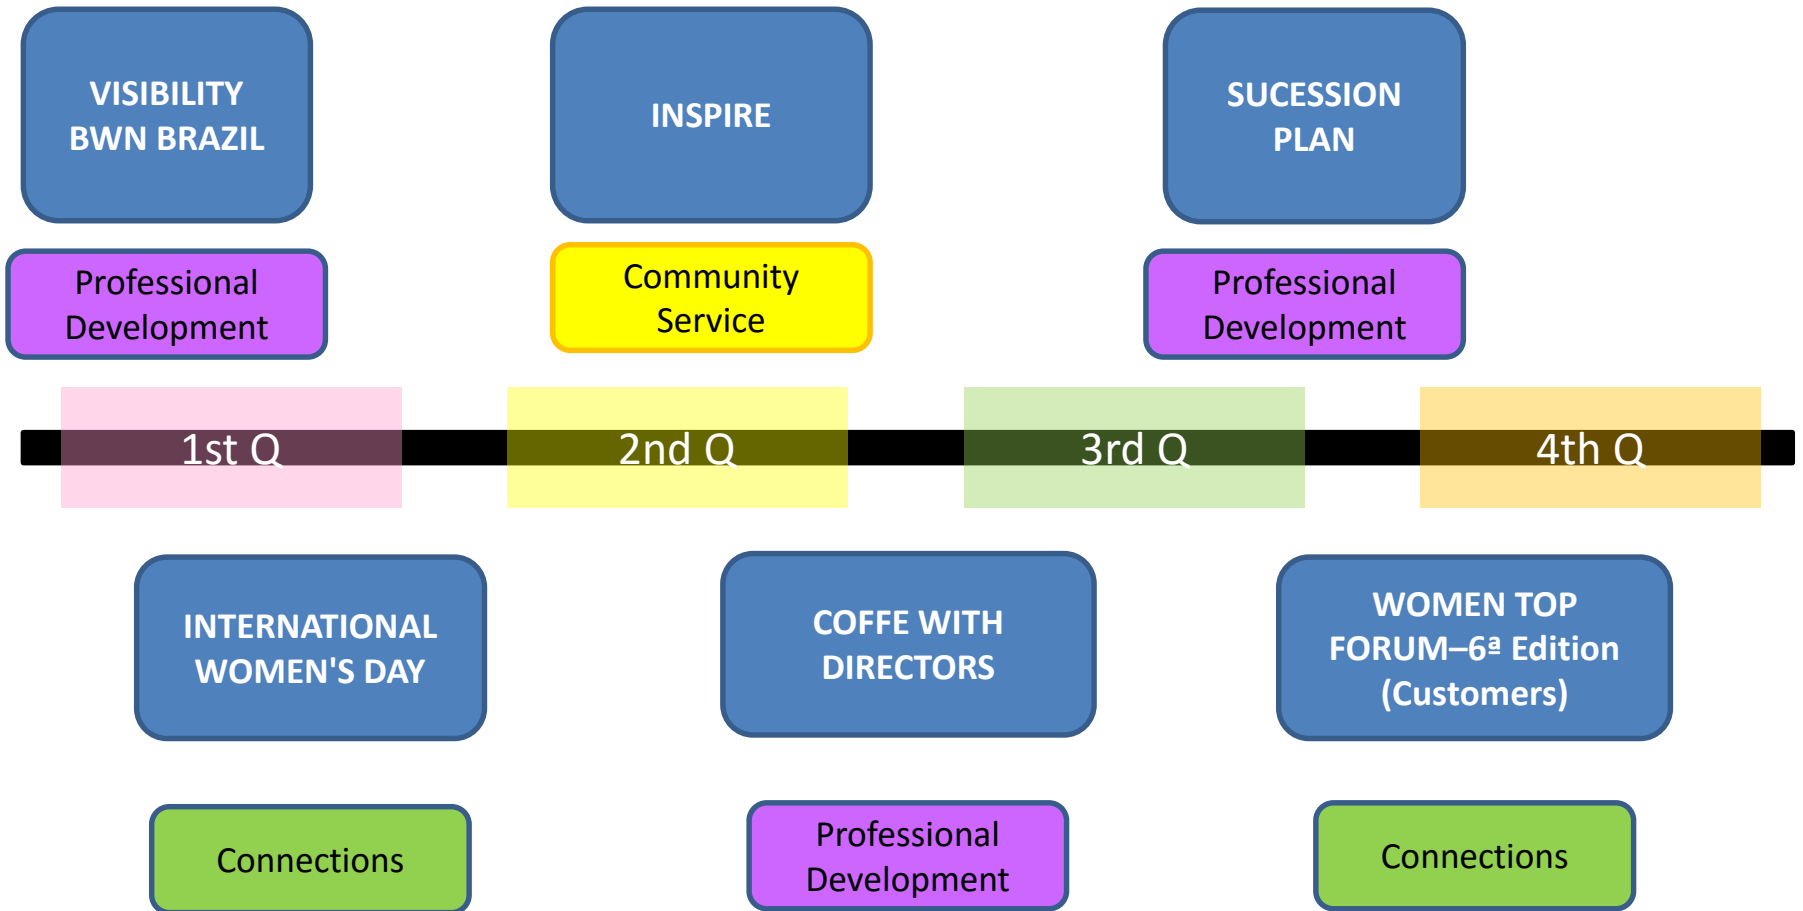 VISIBILITY
BWN BRAZIL
INSPIRE
SUCESSION
PLAN
Professional
Development
Community
Service
Professional
Development
1st Q
2nd Q
3rd Q
4th Q
INTERNATIONAL
WOMEN'S DAY
COFFE WITH
DIRECTORS
WOMEN TOP
FORUM–6ª Edition
(Customers)
Connections
Professional
Development
Connections